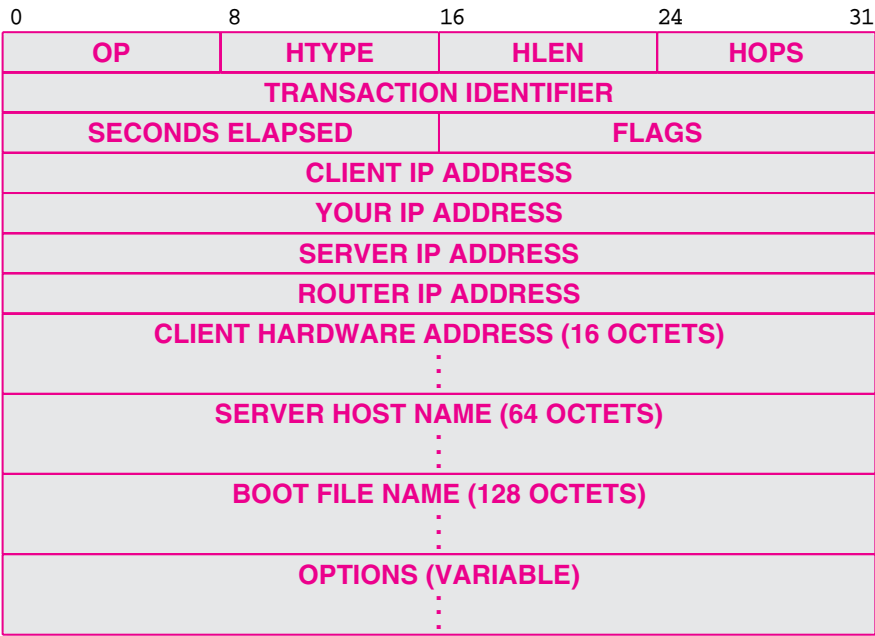 0 8 16 24 31
OP HTYPE HLEN HOPS
TRANSACTION IDENTIFIER
SECONDS ELAPSED FLAGS
CLIENT IP ADDRESS
YOUR IP ADDRESS
SERVER IP ADDRESS
ROUTER IP ADDRESS
CLIENT HARDWARE ADDRESS (16 OCTETS)
SERVER HOST NAME (64 OCTETS)
BOOT FILE NAME (128 OCTETS)
OPTIONS (VARIABLE)